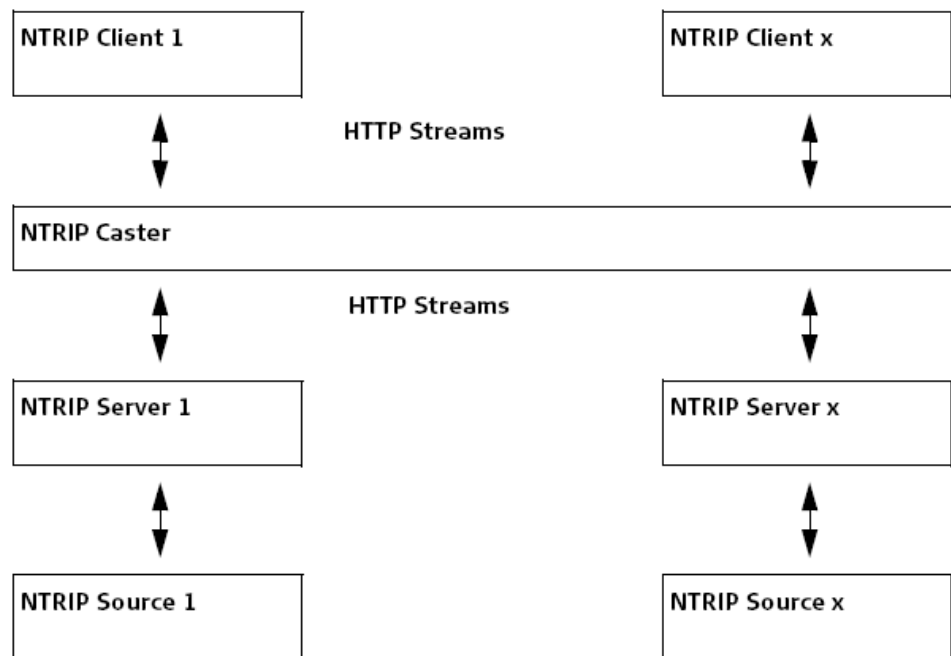 NTRIP Client 1
NTRIP Client x
HTTP Streams
NTRIP Caster
HTTP Streams
NTRIP Server 1
NTRIP Server x
NTRIP Source 1
NTRIP Source x